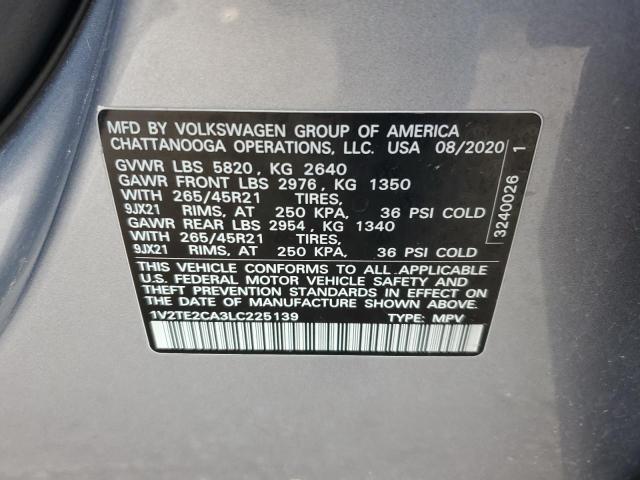 MFD BY VOLKSWAGEN GROUP OF AMERICA
CHATTANOOGA OPERATIONS, LLC. USA 08/2020
GVWR LBS 5820 , KG 2640
GAWR FRONT LBS 2976 , KG 1350
WITH 265/45R21 TIRES,
9JX21 RIMS, AT 250 KPA, 36 PSI COLD
GAWR REAR LBS 2954 , KG 1340
WITH 265/45R21 TIRES,
9JX21 RIMS, AT 250 KPA, 36 PSI COLD
THIS VEHICLE CONFORMS TO ALL APPLICABLE
U.S. FEDERAL MOTOR VEHICLE SAFETY AND
THEFT PREVENTION STANDARDS IN EFFECT ON
THE DATE OF MANUFACTURE SHOWN ABOVE.
1V2TE2CA3LC225139 TYPE: MPV
3240026 1